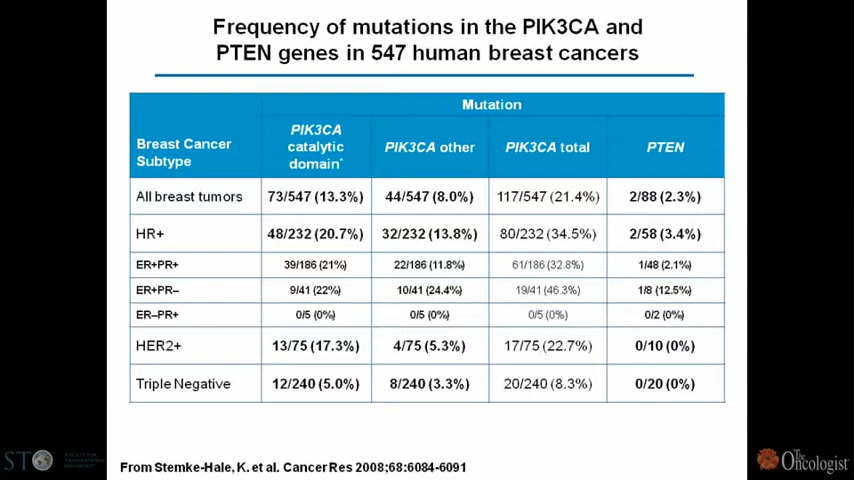 Frequency of mutations in the PIK3CA and
PTEN genes in 547 human breast cancers
Mutation
Breast Cancer Subtype | PIK3CA catalytic domain* | PIK3CA other | PIK3CA total | PTEN
All breast tumors | 73/547 (13.3%) | 44/547 (8.0%) | 117/547 (21.4%) | 2/88 (2.3%)
HR+ | 48/232 (20.7%) | 32/232 (13.8%) | 80/232 (34.5%) | 2/58 (3.4%)
ER+PR+ | 39/186 (21%) | 22/186 (11.8%) | 61/186 (32.8%) | 1/48 (2.1%)
ER+PR– | 9/41 (22%) | 10/41 (24.4%) | 19/41 (46.3%) | 1/8 (12.5%)
ER–PR+ | 0/5 (0%) | 0/5 (0%) | 0/5 (0%) | 0/2 (0%)
HER2+ | 13/75 (17.3%) | 4/75 (5.3%) | 17/75 (22.7%) | 0/10 (0%)
Triple Negative | 12/240 (5.0%) | 8/240 (3.3%) | 20/240 (8.3%) | 0/20 (0%)
From Stemke-Hale, K. et al. Cancer Res 2008;68:6084-6091
The Oncologist